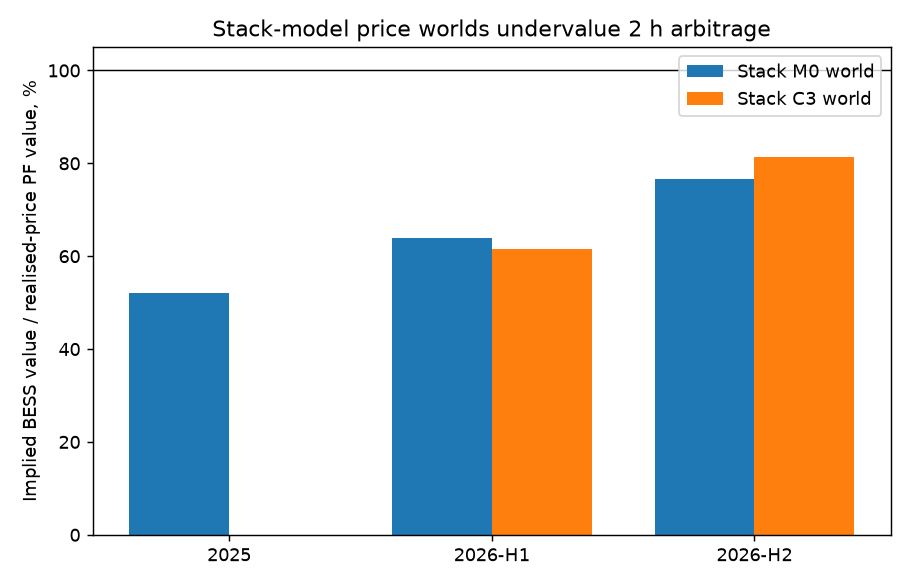 Stack-model price worlds undervalue 2 h arbitrage
Implied BESS value / realised-price PF value, %
100
80
60
40
20
0
Stack M0 world
Stack C3 world
2025
2026-H1
2026-H2